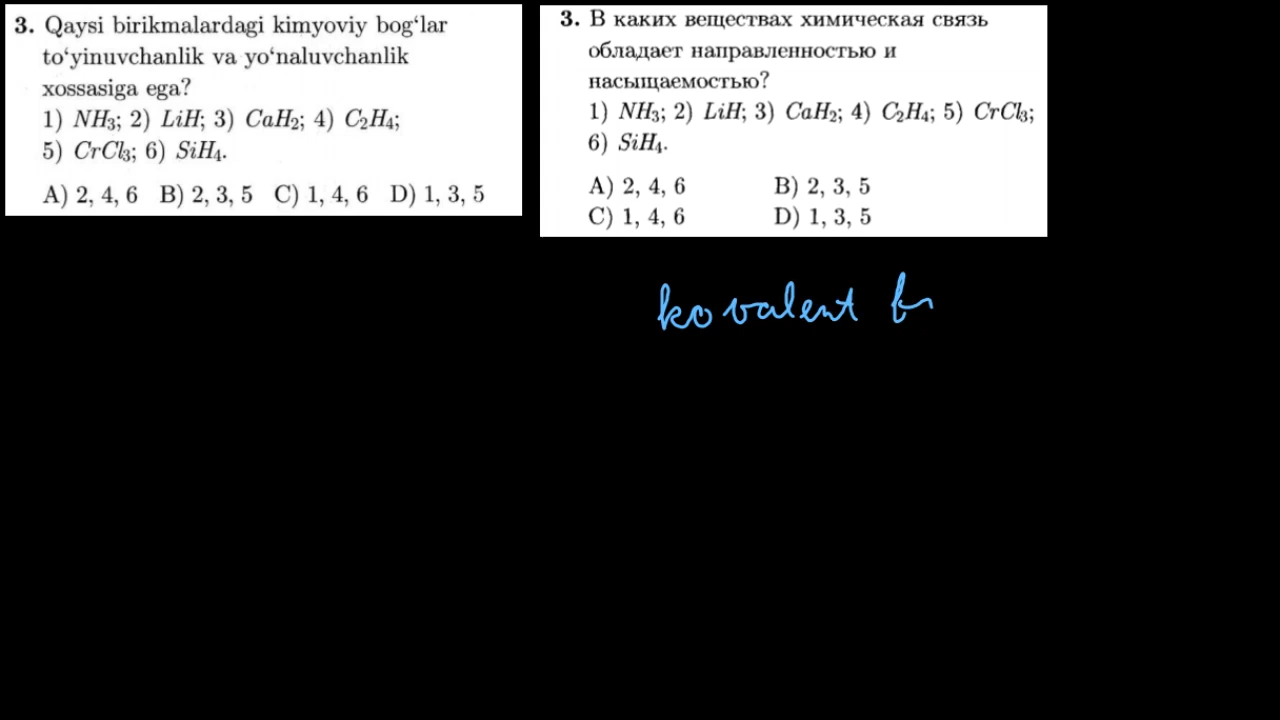 3. Qaysi birikmalardagi kimyoviy bog‘lar
to‘yinuvchanlik va yo‘naluvchanlik
xossasiga ega?
1) NH₃; 2) LiH; 3) CaH₂; 4) C₂H₄;
5) CrCl₃; 6) SiH₄.
A) 2, 4, 6 B) 2, 3, 5 C) 1, 4, 6 D) 1, 3, 5
3. В каких веществах химическая связь
обладает направленностью и
насыщаемостью?
1) NH₃; 2) LiH; 3) CaH₂; 4) C₂H₄; 5) CrCl₃;
6) SiH₄.
A) 2, 4, 6 B) 2, 3, 5
C) 1, 4, 6 D) 1, 3, 5
kovalent